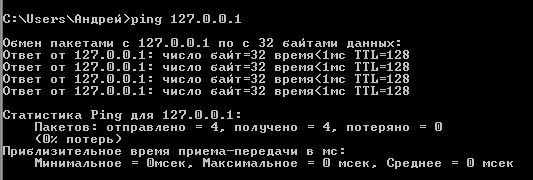 C:\Users\Андрей>ping 127.0.0.1
Обмен пакетами с 127.0.0.1 по с 32 байтами данных:
Ответ от 127.0.0.1: число байт=32 время<1мс TTL=128
Ответ от 127.0.0.1: число байт=32 время<1мс TTL=128
Ответ от 127.0.0.1: число байт=32 время<1мс TTL=128
Ответ от 127.0.0.1: число байт=32 время<1мс TTL=128
Статистика Ping для 127.0.0.1:
Пакетов: отправлено = 4, получено = 4, потеряно = 0
(0% потерь)
Приблизительное время приема-передачи в мс:
Минимальное = 0мсек, Максимальное = 0 мсек, Среднее = 0 мсек